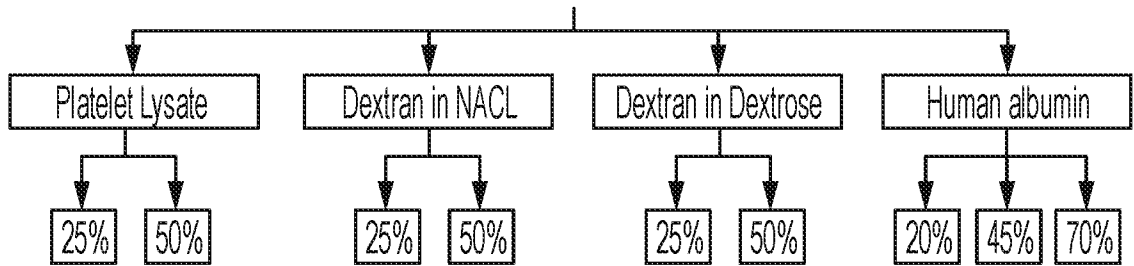 Platelet Lysate Dextran in NACL Dextran in Dextrose Human albumin
25% 50% 25% 50% 25% 50% 20% 45% 70%